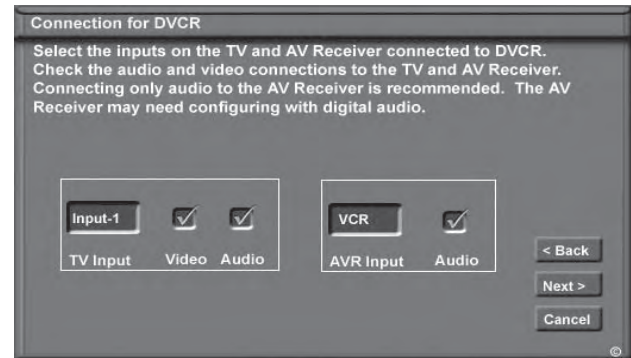 Connection for DVCR
Select the inputs on the TV and AV Receiver connected to DVCR.
Check the audio and video connections to the TV and AV Receiver.
Connecting only audio to the AV Receiver is recommended. The AV
Receiver may need configuring with digital audio.
Input-1
TV Input Video Audio
VCR
AVR Input Audio
< Back
Next >
Cancel
©